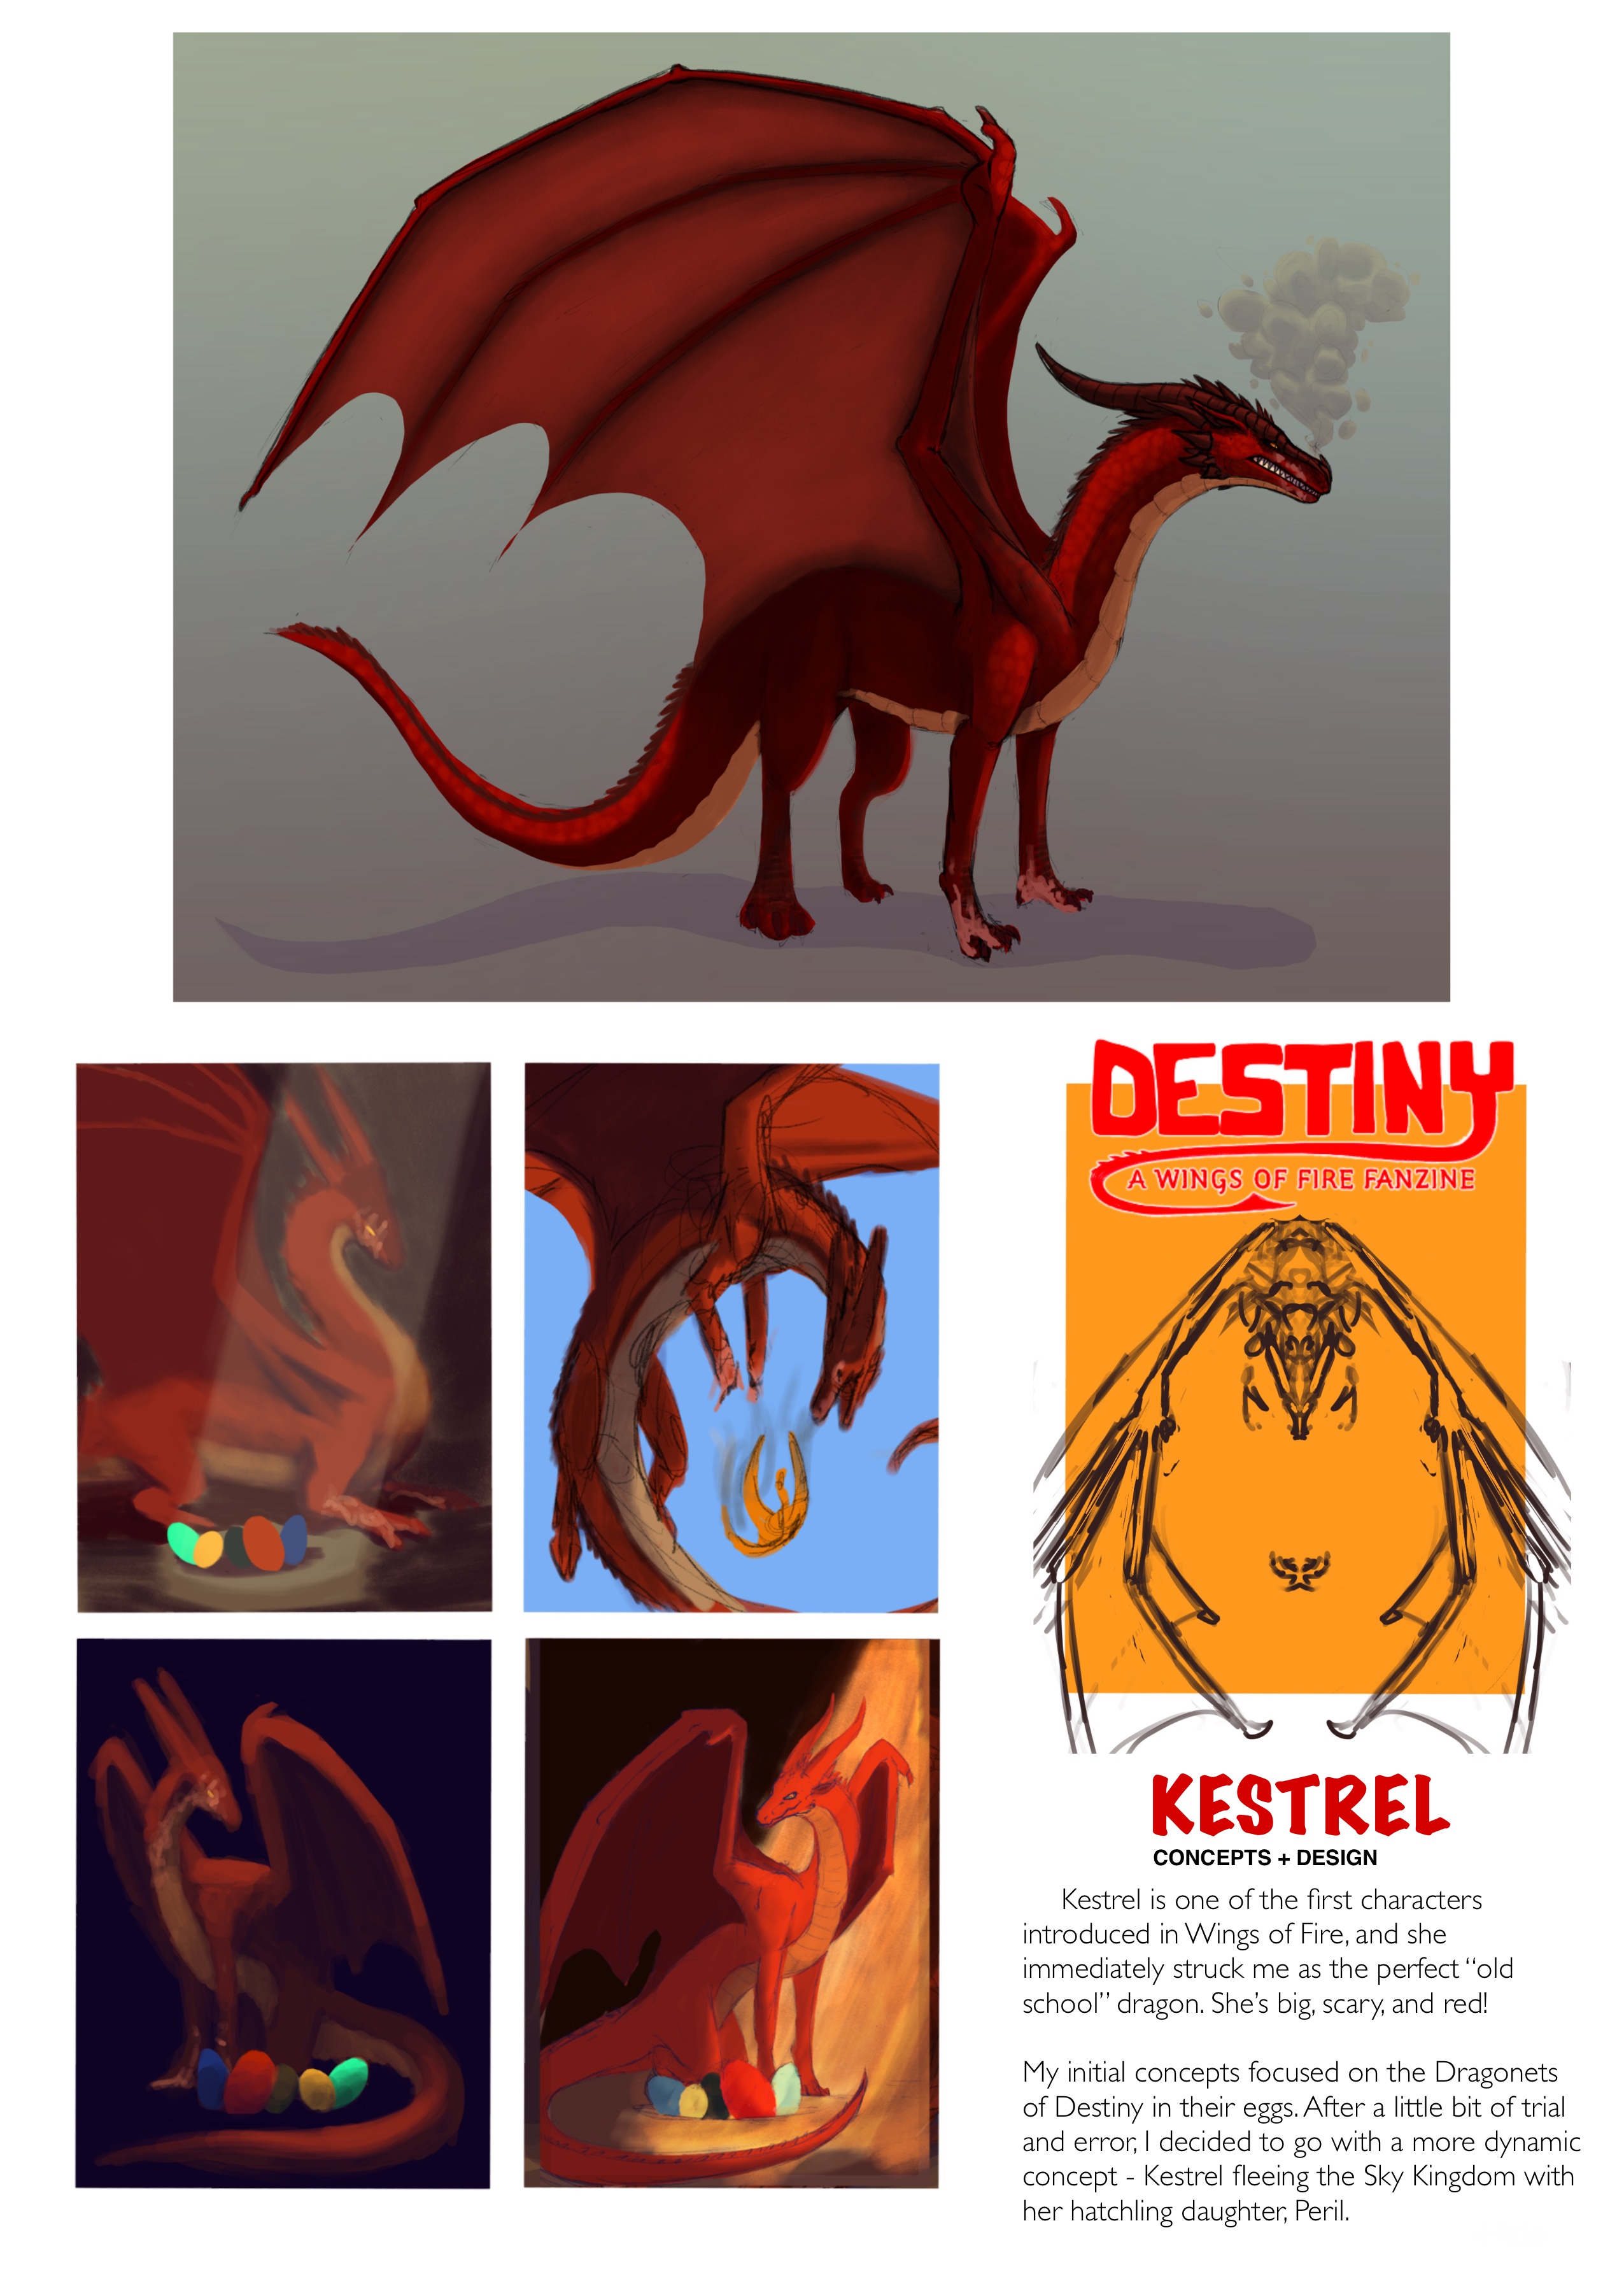 DESTINY
A WINGS OF FIRE FANZINE
KESTREL
CONCEPTS + DESIGN
Kestrel is one of the first characters
introduced in Wings of Fire, and she
immediately struck me as the perfect “old
school” dragon. She’s big, scary, and red!
My initial concepts focused on the Dragonets
of Destiny in their eggs. After a little bit of trial
and error, I decided to go with a more dynamic
concept - Kestrel fleeing the Sky Kingdom with
her hatchling daughter, Peril.